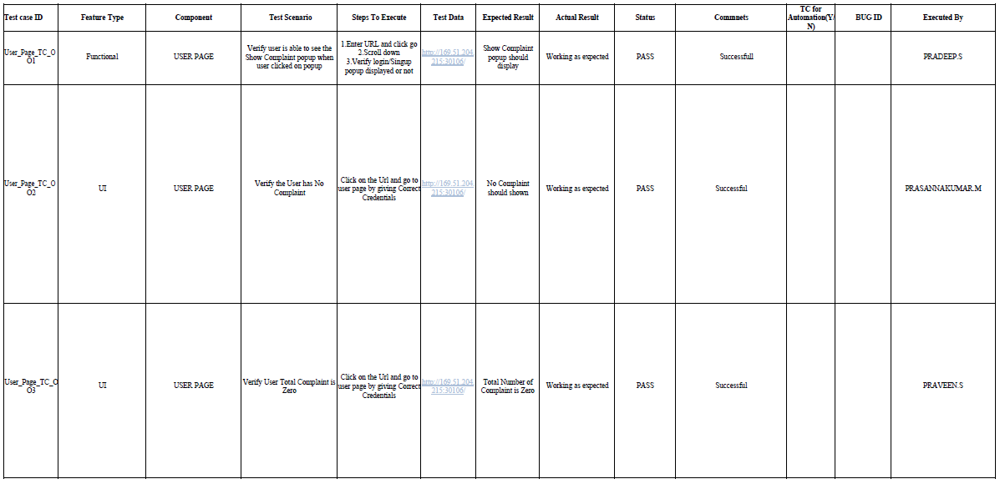 Test case ID
Feature Type
Component
Test Scenario
Steps To Execute
Test Data
Expected Result
Actual Result
Status
Commnets
TC for
Automation(Y/
N)
BUG ID
Executed By
User_Page_TC_O
O1
Functional
USER PAGE
Verify user is able to see the
Show Complaint popup when
user clicked on popup
1.Enter URL and click go
2.Scroll down
3.Verify login/Singup
popup displayed or not
http://169.51.204.
215:30106/
Show Complaint
popup should
display
Working as expected
PASS
Successfull
PRADEEP.S
User_Page_TC_O
O2
UI
USER PAGE
Verify the User has No
Complaint
Click on the Url and go to
user page by giving Correct
Credentials
http://169.51.204.
215:30106/
No Complaint
should shown
Working as expected
PASS
Successful
PRASANNAKUMAR.M
User_Page_TC_O
O3
UI
USER PAGE
Verify User Total Complaint is
Zero
Click on the Url and go to
user page by giving Correct
Credentials
http://169.51.204.
215:30106/
Total Number of
Complaint is Zero
Working as expected
PASS
Successful
PRAVEEN.S